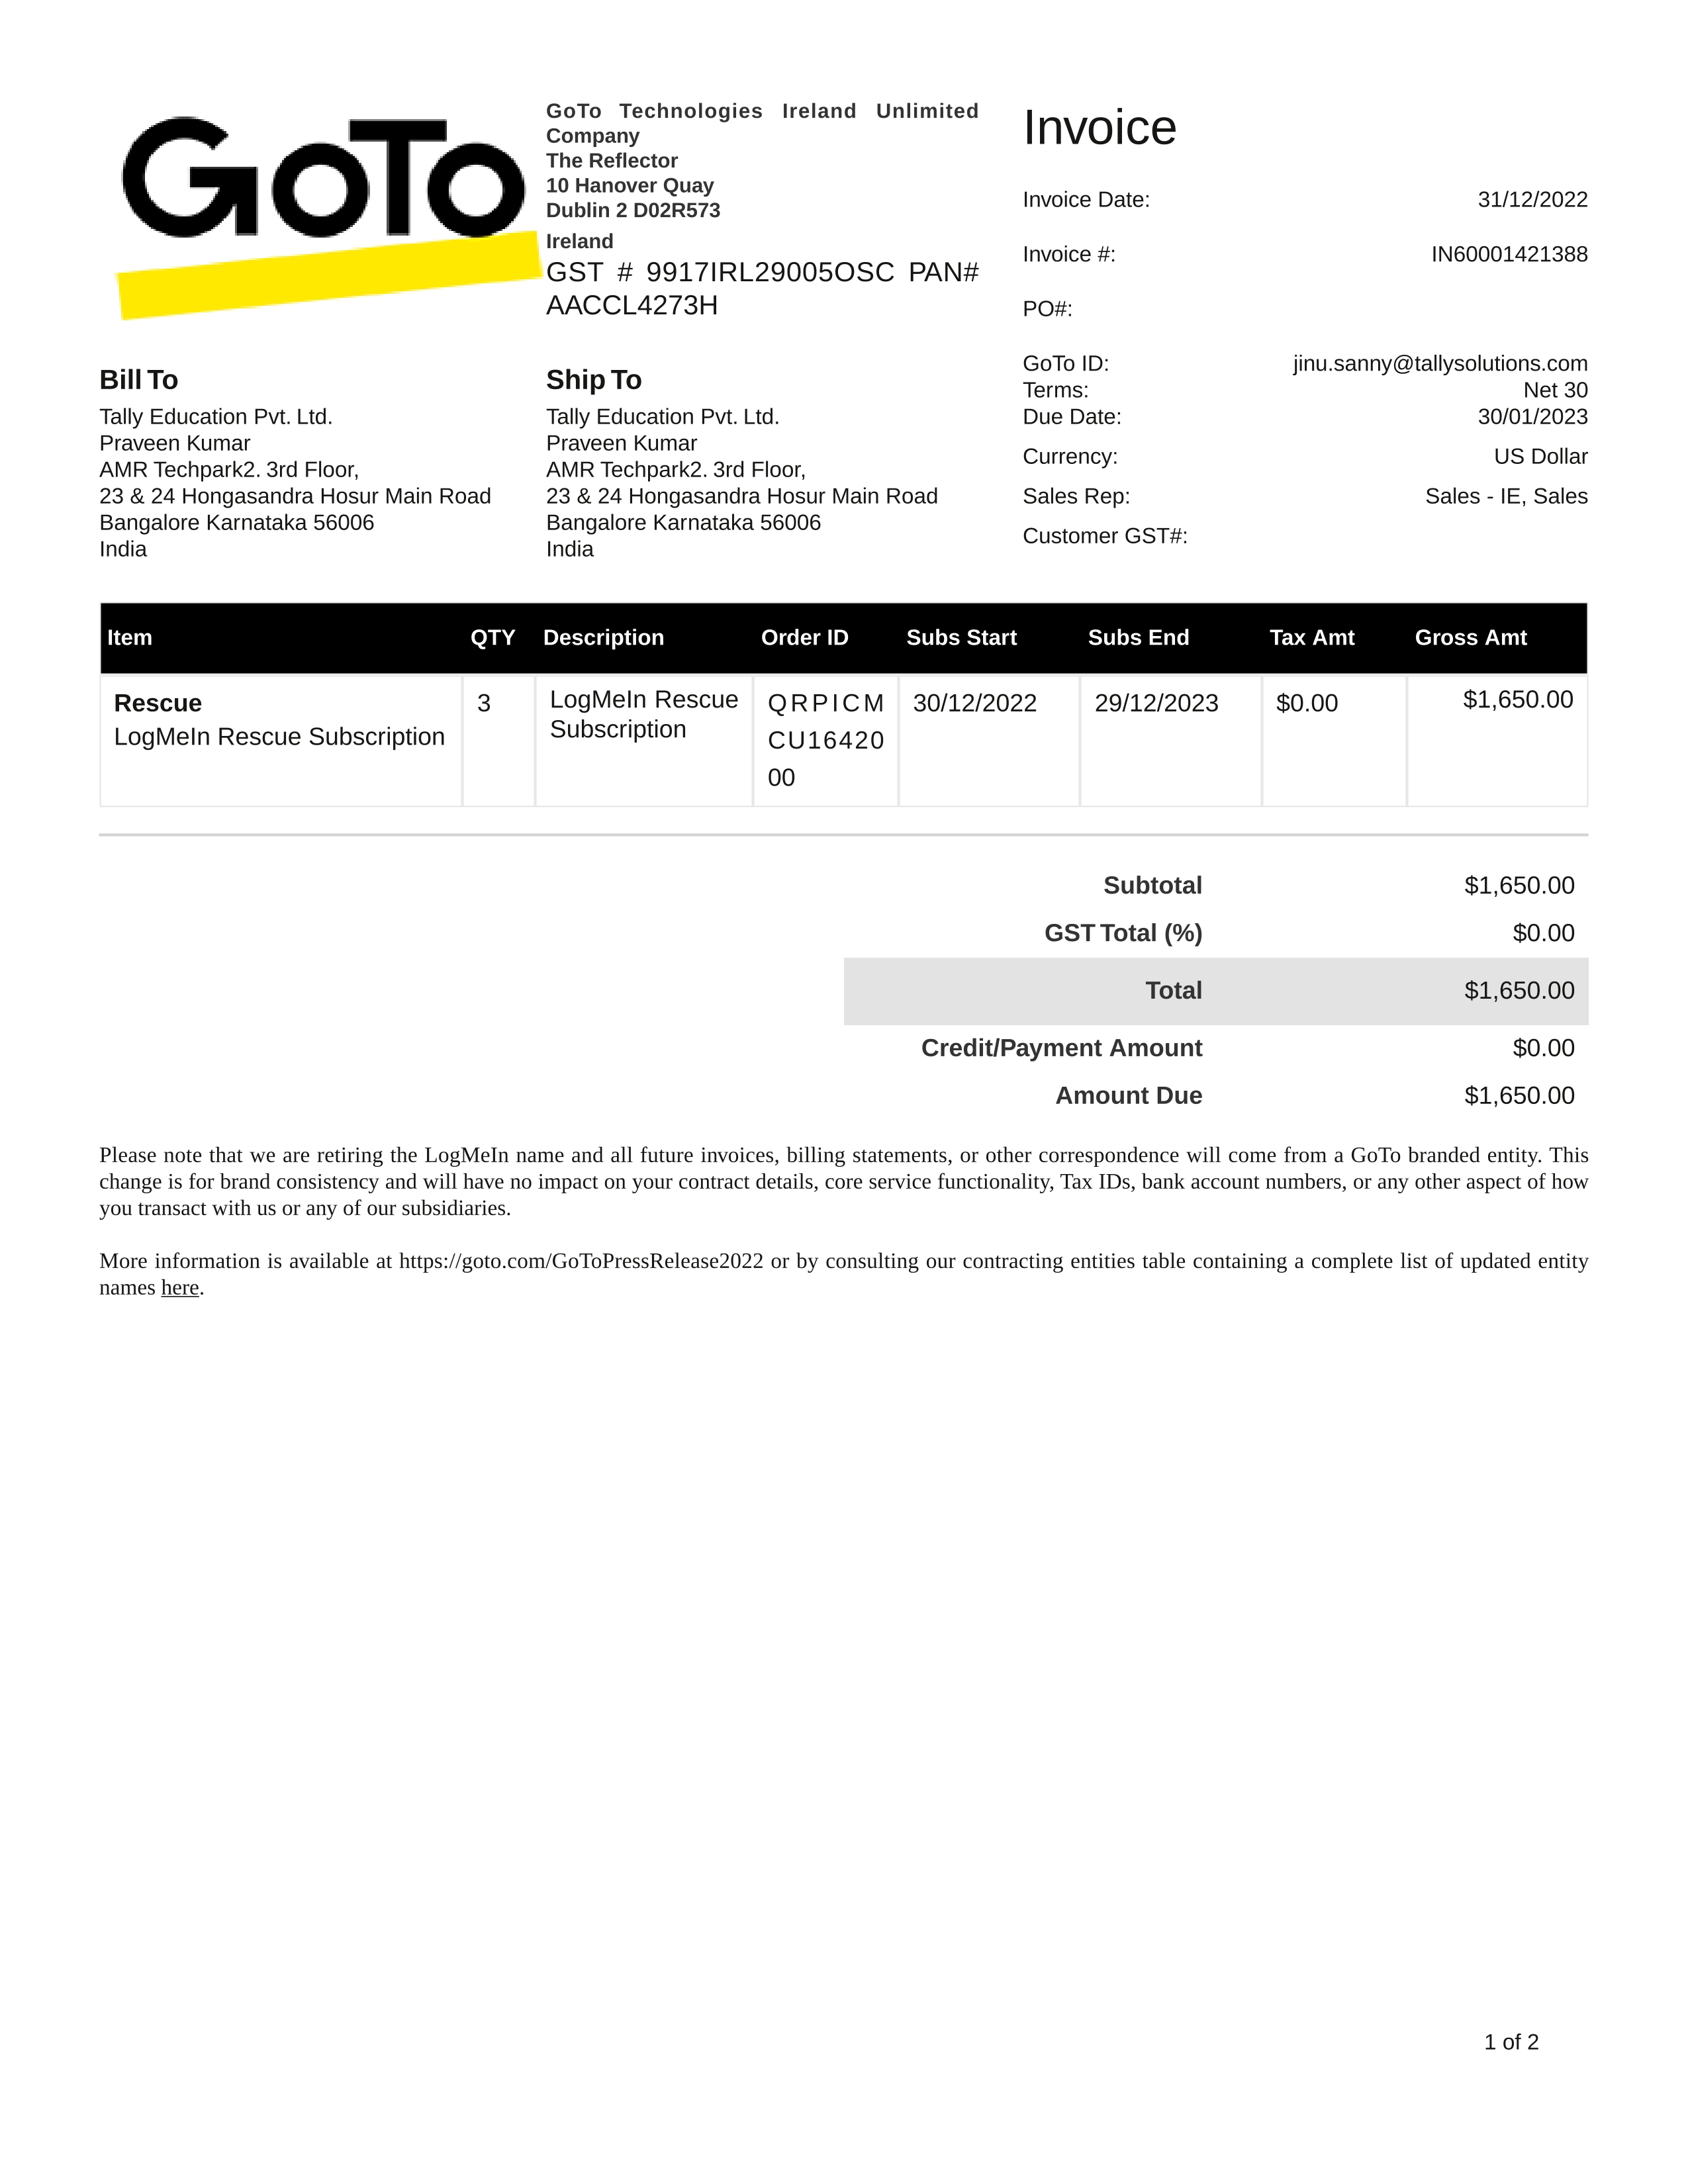 GoTo
GoTo Technologies Ireland Unlimited
Company
The Reflector
10 Hanover Quay
Dublin 2 D02R573
Ireland
GST # 9917IRL29005OSC PAN#
AACCL4273H
Invoice
Invoice Date: 31/12/2022
Invoice #: IN60001421388
PO#:
GoTo ID: jinu.sanny@tallysolutions.com
Terms: Net 30
Due Date: 30/01/2023
Currency: US Dollar
Sales Rep: Sales - IE, Sales
Customer GST#:
Bill To
Tally Education Pvt. Ltd.
Praveen Kumar
AMR Techpark2. 3rd Floor,
23 & 24 Hongasandra Hosur Main Road
Bangalore Karnataka 56006
India
Ship To
Tally Education Pvt. Ltd.
Praveen Kumar
AMR Techpark2. 3rd Floor,
23 & 24 Hongasandra Hosur Main Road
Bangalore Karnataka 56006
India
Item QTY Description Order ID Subs Start Subs End Tax Amt Gross Amt
Rescue 3 LogMeIn Rescue QRPICM 30/12/2022 29/12/2023 $0.00 $1,650.00
LogMeIn Rescue Subscription Subscription CU16420
00
Subtotal $1,650.00
GST Total (%) $0.00
Total $1,650.00
Credit/Payment Amount $0.00
Amount Due $1,650.00
Please note that we are retiring the LogMeIn name and all future invoices, billing statements, or other correspondence will come from a GoTo branded entity. This
change is for brand consistency and will have no impact on your contract details, core service functionality, Tax IDs, bank account numbers, or any other aspect of how
you transact with us or any of our subsidiaries.
More information is available at https://goto.com/GoToPressRelease2022 or by consulting our contracting entities table containing a complete list of updated entity
names here.
1 of 2